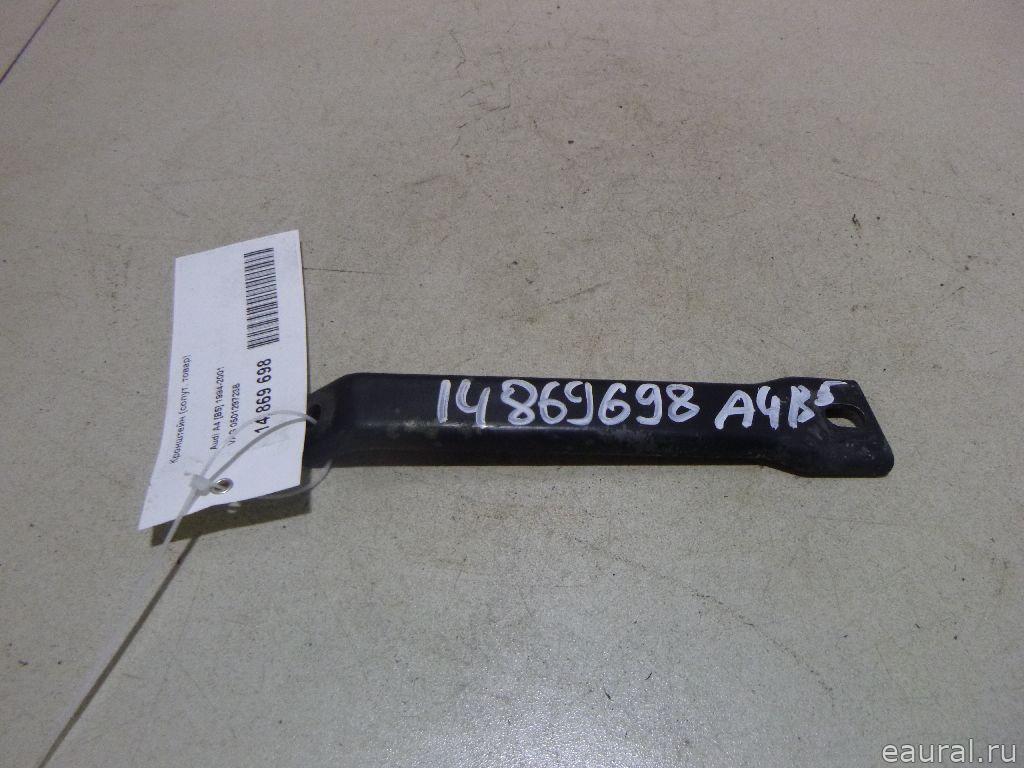 Кронштейн (сопут. товар)
Audi A4 [B5] 1994-2001
VAG 050129723B
14 869 698
14869698 A4B5
eaural.ru